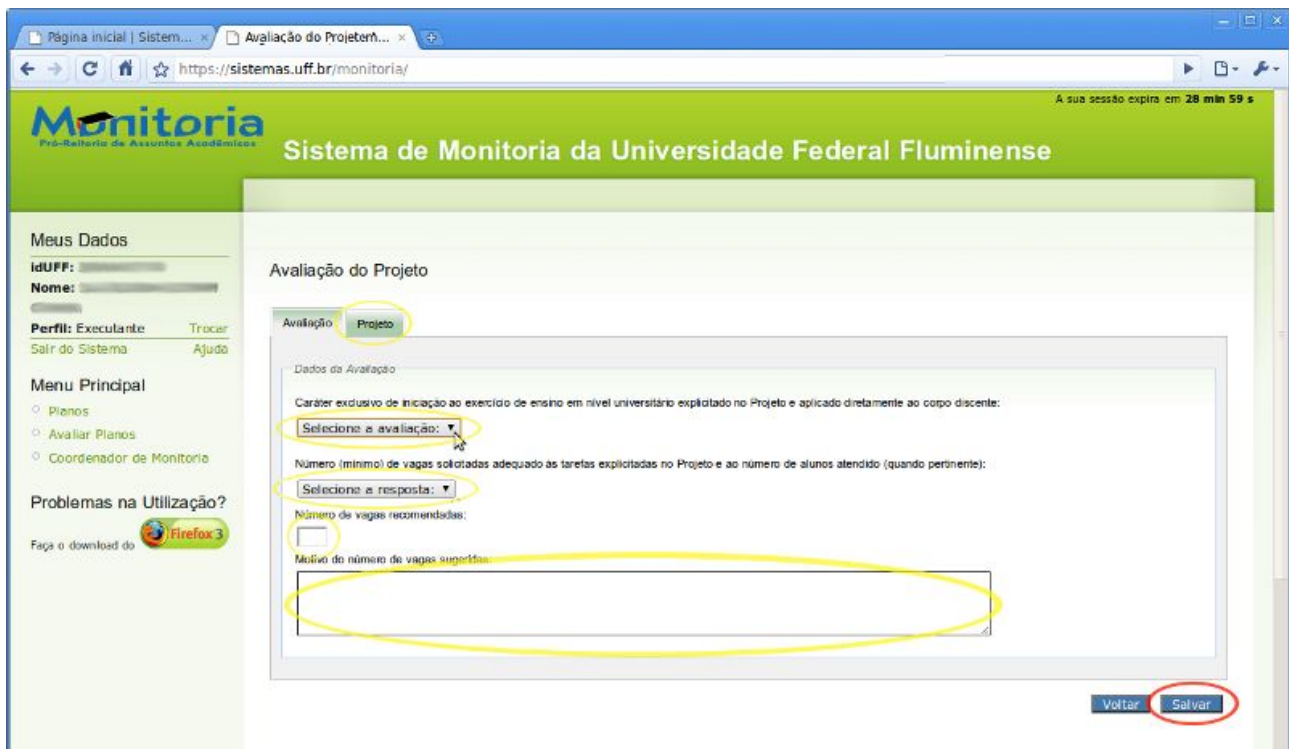 Página inicial | Sistem...
Avaliação do Projetem...
https://sistemas.uff.br/monitoria/
A sua sessão expira em 28 min 59 s
Monitoria
Pró-Reitoria de Assuntos Acadêmicos
Sistema de Monitoria da Universidade Federal Fluminense
Meus Dados
idUFF:
Nome:
Perfil: Executante Trocar
Sair do Sistema Ajuda
Menu Principal
Planos
Avaliar Planos
Coordenador de Monitoria
Problemas na Utilização?
Faça o download do Firefox 3
Avaliação do Projeto
Avaliação Projeto
Dados da Avaliação
Caráter exclusivo de iniciação ao exercício de ensino em nível universitário explicitado no Projeto e aplicado diretamente ao corpo discente:
Selecione a avaliação:
Número (mínimo) de vagas solicitadas adequado às tarefas explicitadas no Projeto e ao número de alunos atendido (quando pertinente):
Selecione a resposta:
Número de vagas recomendadas:
Motivo do número de vagas sugeridas:
Voltar Salvar